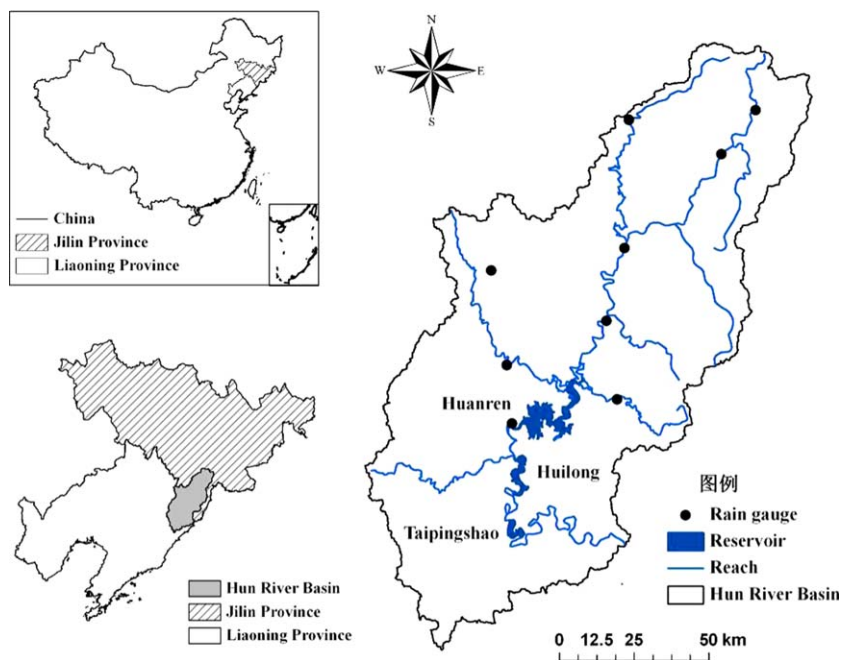 China
Jilin Province
Liaoning Province
Hun River Basin
Jilin Province
Liaoning Province
N
W E
S
Huanren
Huilong
Taipingshao
图例
Rain gauge
Reservoir
Reach
Hun River Basin
0 12.5 25 50 km